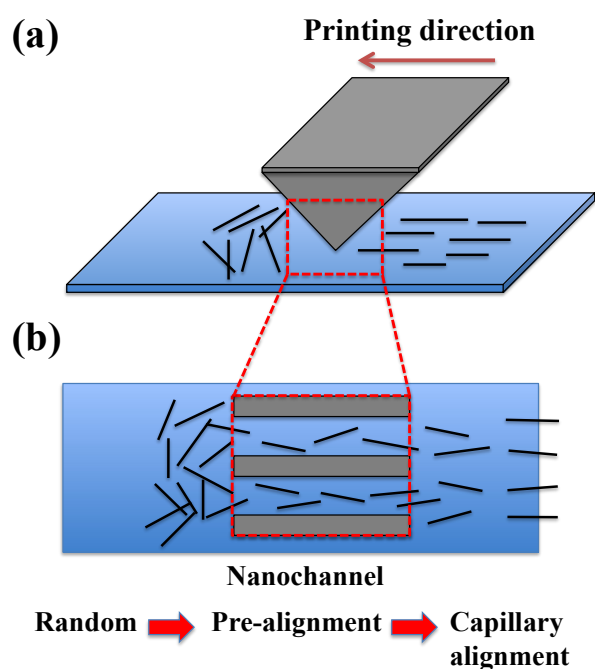 (a)
Printing direction
(b)
Nanochannel
Random Pre-alignment Capillary
alignment